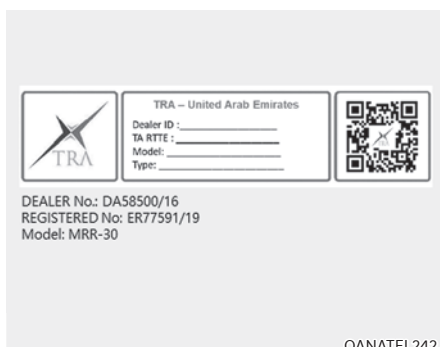 TRA
TRA – United Arab Emirates
Dealer ID :
TA RTTE :
Model:
Type:
DEALER No.: DA58500/16
REGISTERED No: ER77591/19
Model: MRR-30
OANATEL242